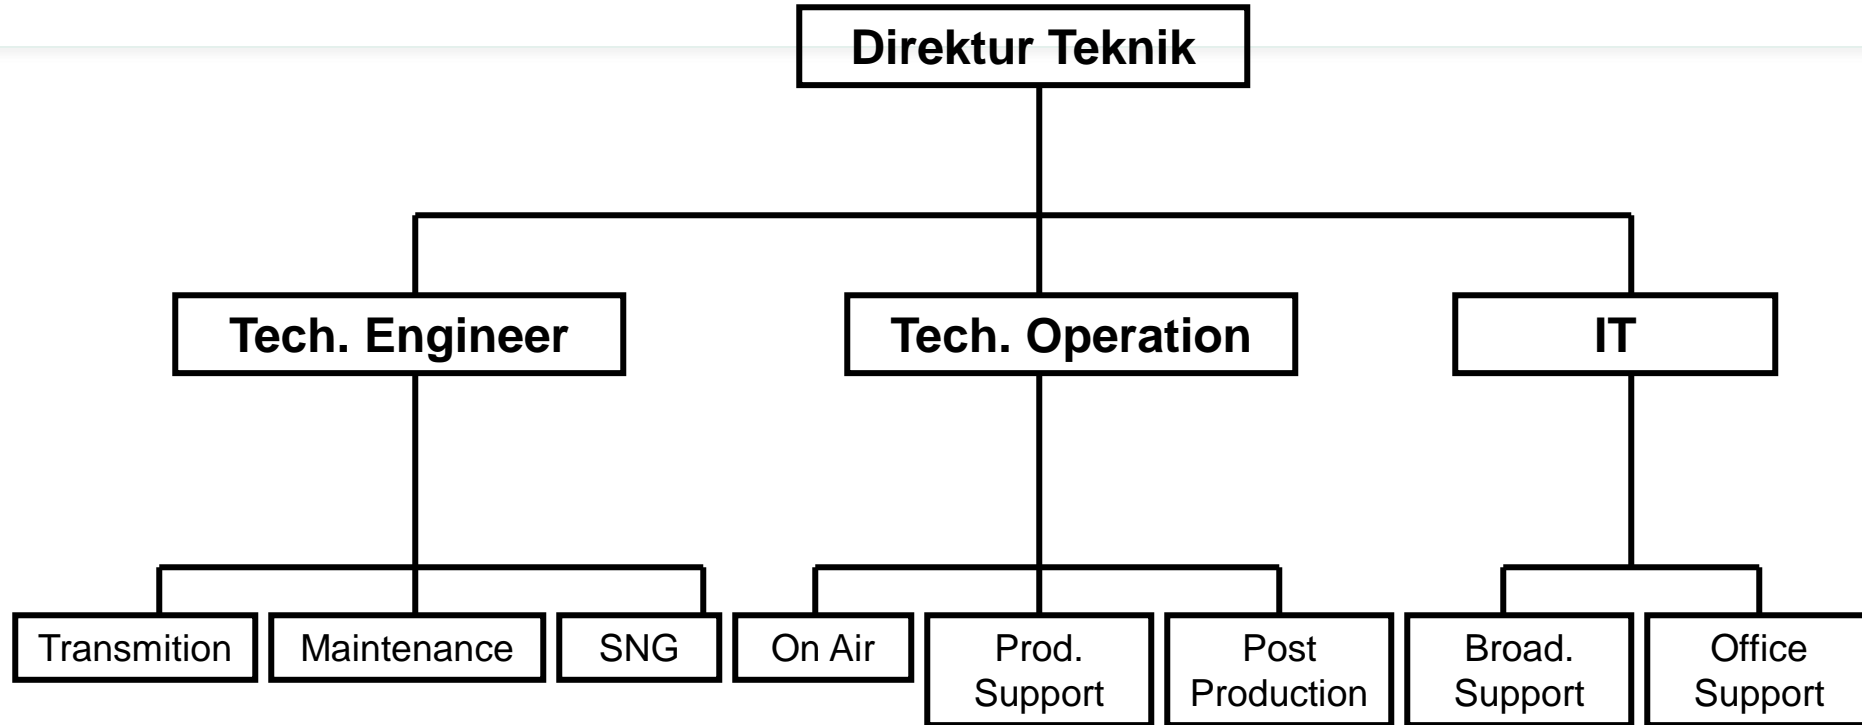 Direktur Teknik
Tech. Engineer
Tech. Operation
IT
Transmition
Maintenance
SNG
On Air
Prod.
Support
Post
Production
Broad.
Support
Office
Support